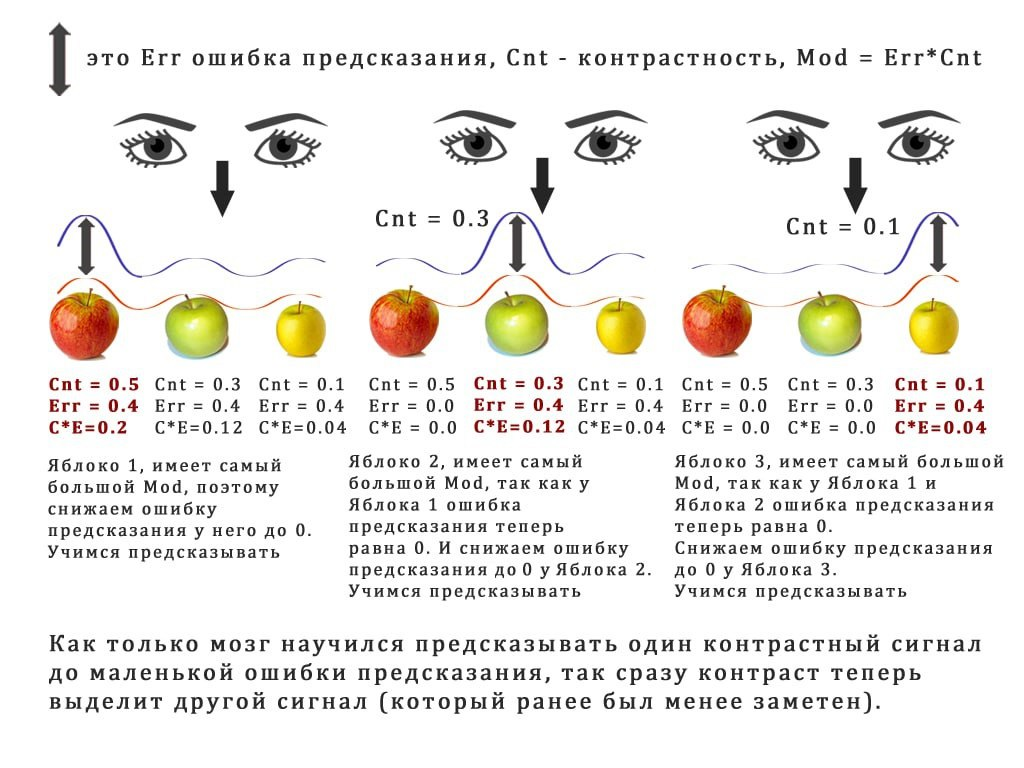 это Err ошибка предсказания, Cnt - контрастность, Mod = Err*Cnt
Cnt = 0.3
Cnt = 0.1
Cnt = 0.5 Cnt = 0.3 Cnt = 0.1
Err = 0.4 Err = 0.4 Err = 0.4
C*E=0.2 C*E=0.12 C*E=0.04
Яблоко 1, имеет самый
большой Mod, поэтому
снижаем ошибку
предсказания у него до 0.
Учимся предсказывать
Cnt = 0.5 Cnt = 0.3 Cnt = 0.1
Err = 0.0 Err = 0.4 Err = 0.4
C*E = 0.0 C*E=0.12 C*E=0.04
Яблоко 2, имеет самый
большой Mod, так как у
Яблока 1 ошибка
предсказания теперь
равна 0. И снижаем ошибку
предсказания до 0 у Яблока 2.
Учимся предсказывать
Cnt = 0.5 Cnt = 0.3 Cnt = 0.1
Err = 0.0 Err = 0.0 Err = 0.4
C*E = 0.0 C*E = 0.0 C*E=0.04
Яблоко 3, имеет самый большой
Mod, так как у Яблока 1 и
Яблока 2 ошибка предсказания
теперь равна 0.
Снижаем ошибку предсказания
до 0 у Яблока 3.
Учимся предсказывать
Как только мозг научился предсказывать один контрастный сигнал
до маленькой ошибки предсказания, так сразу контраст теперь
выделит другой сигнал (который ранее был менее заметен).